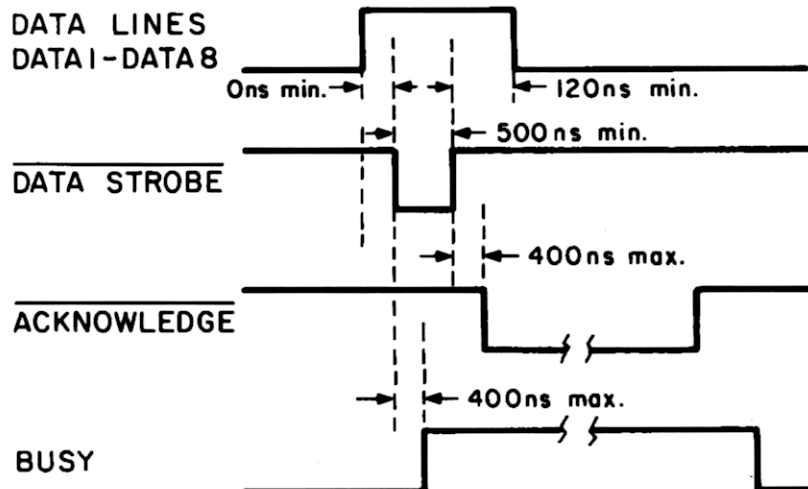 DATA LINES
DATA1-DATA8
0ns min.
120ns min.
500ns min.
DATA STROBE
400ns max.
ACKNOWLEDGE
400ns max.
BUSY